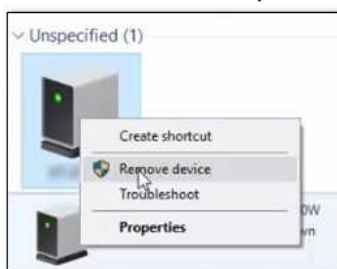 Unspecified (1)
Create shortcut
Remove device
Troubleshoot
Properties